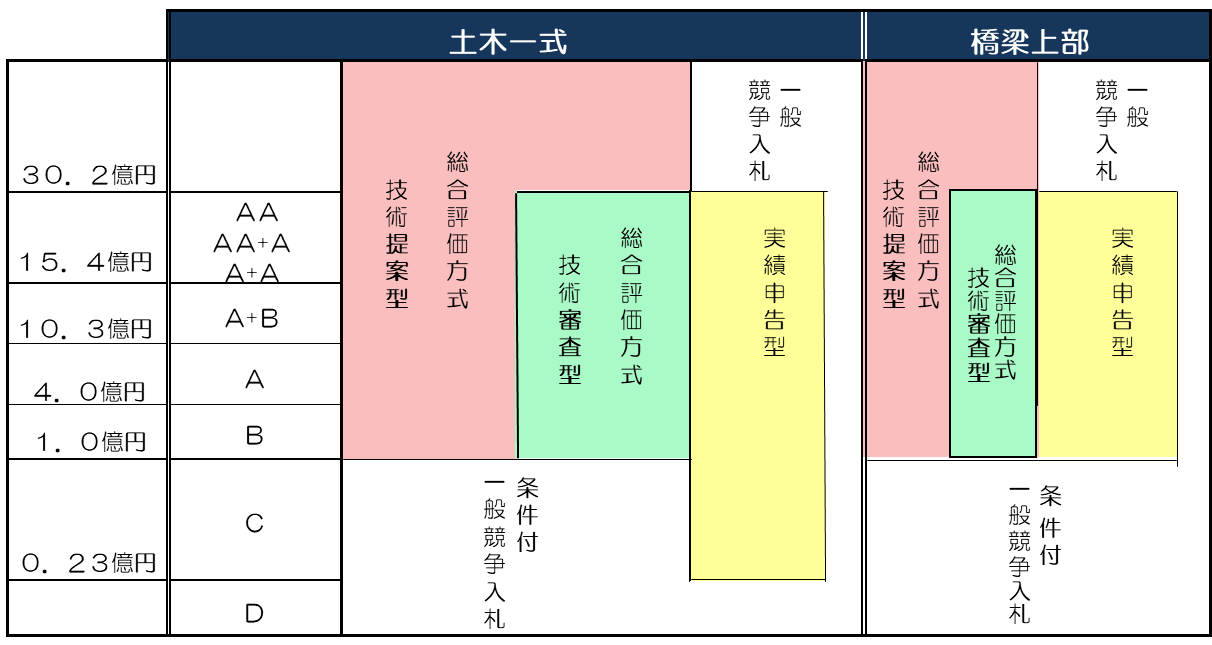 土木一式
橋梁上部
３０．２億円
１５．４億円
１０．３億円
４．０億円
１．０億円
０．２３億円
ＡＡ
ＡＡ+Ａ
Ａ+Ａ
Ａ+Ｂ
Ａ
Ｂ
Ｃ
Ｄ
総合評価方式
技術提案型
総合評価方式
技術審査型
一般
競争入札
実績申告型
条件付
一般競争入札
総合評価方式
技術提案型
総合評価方式
技術審査型
一般
競争入札
実績申告型
条件付
一般競争入札